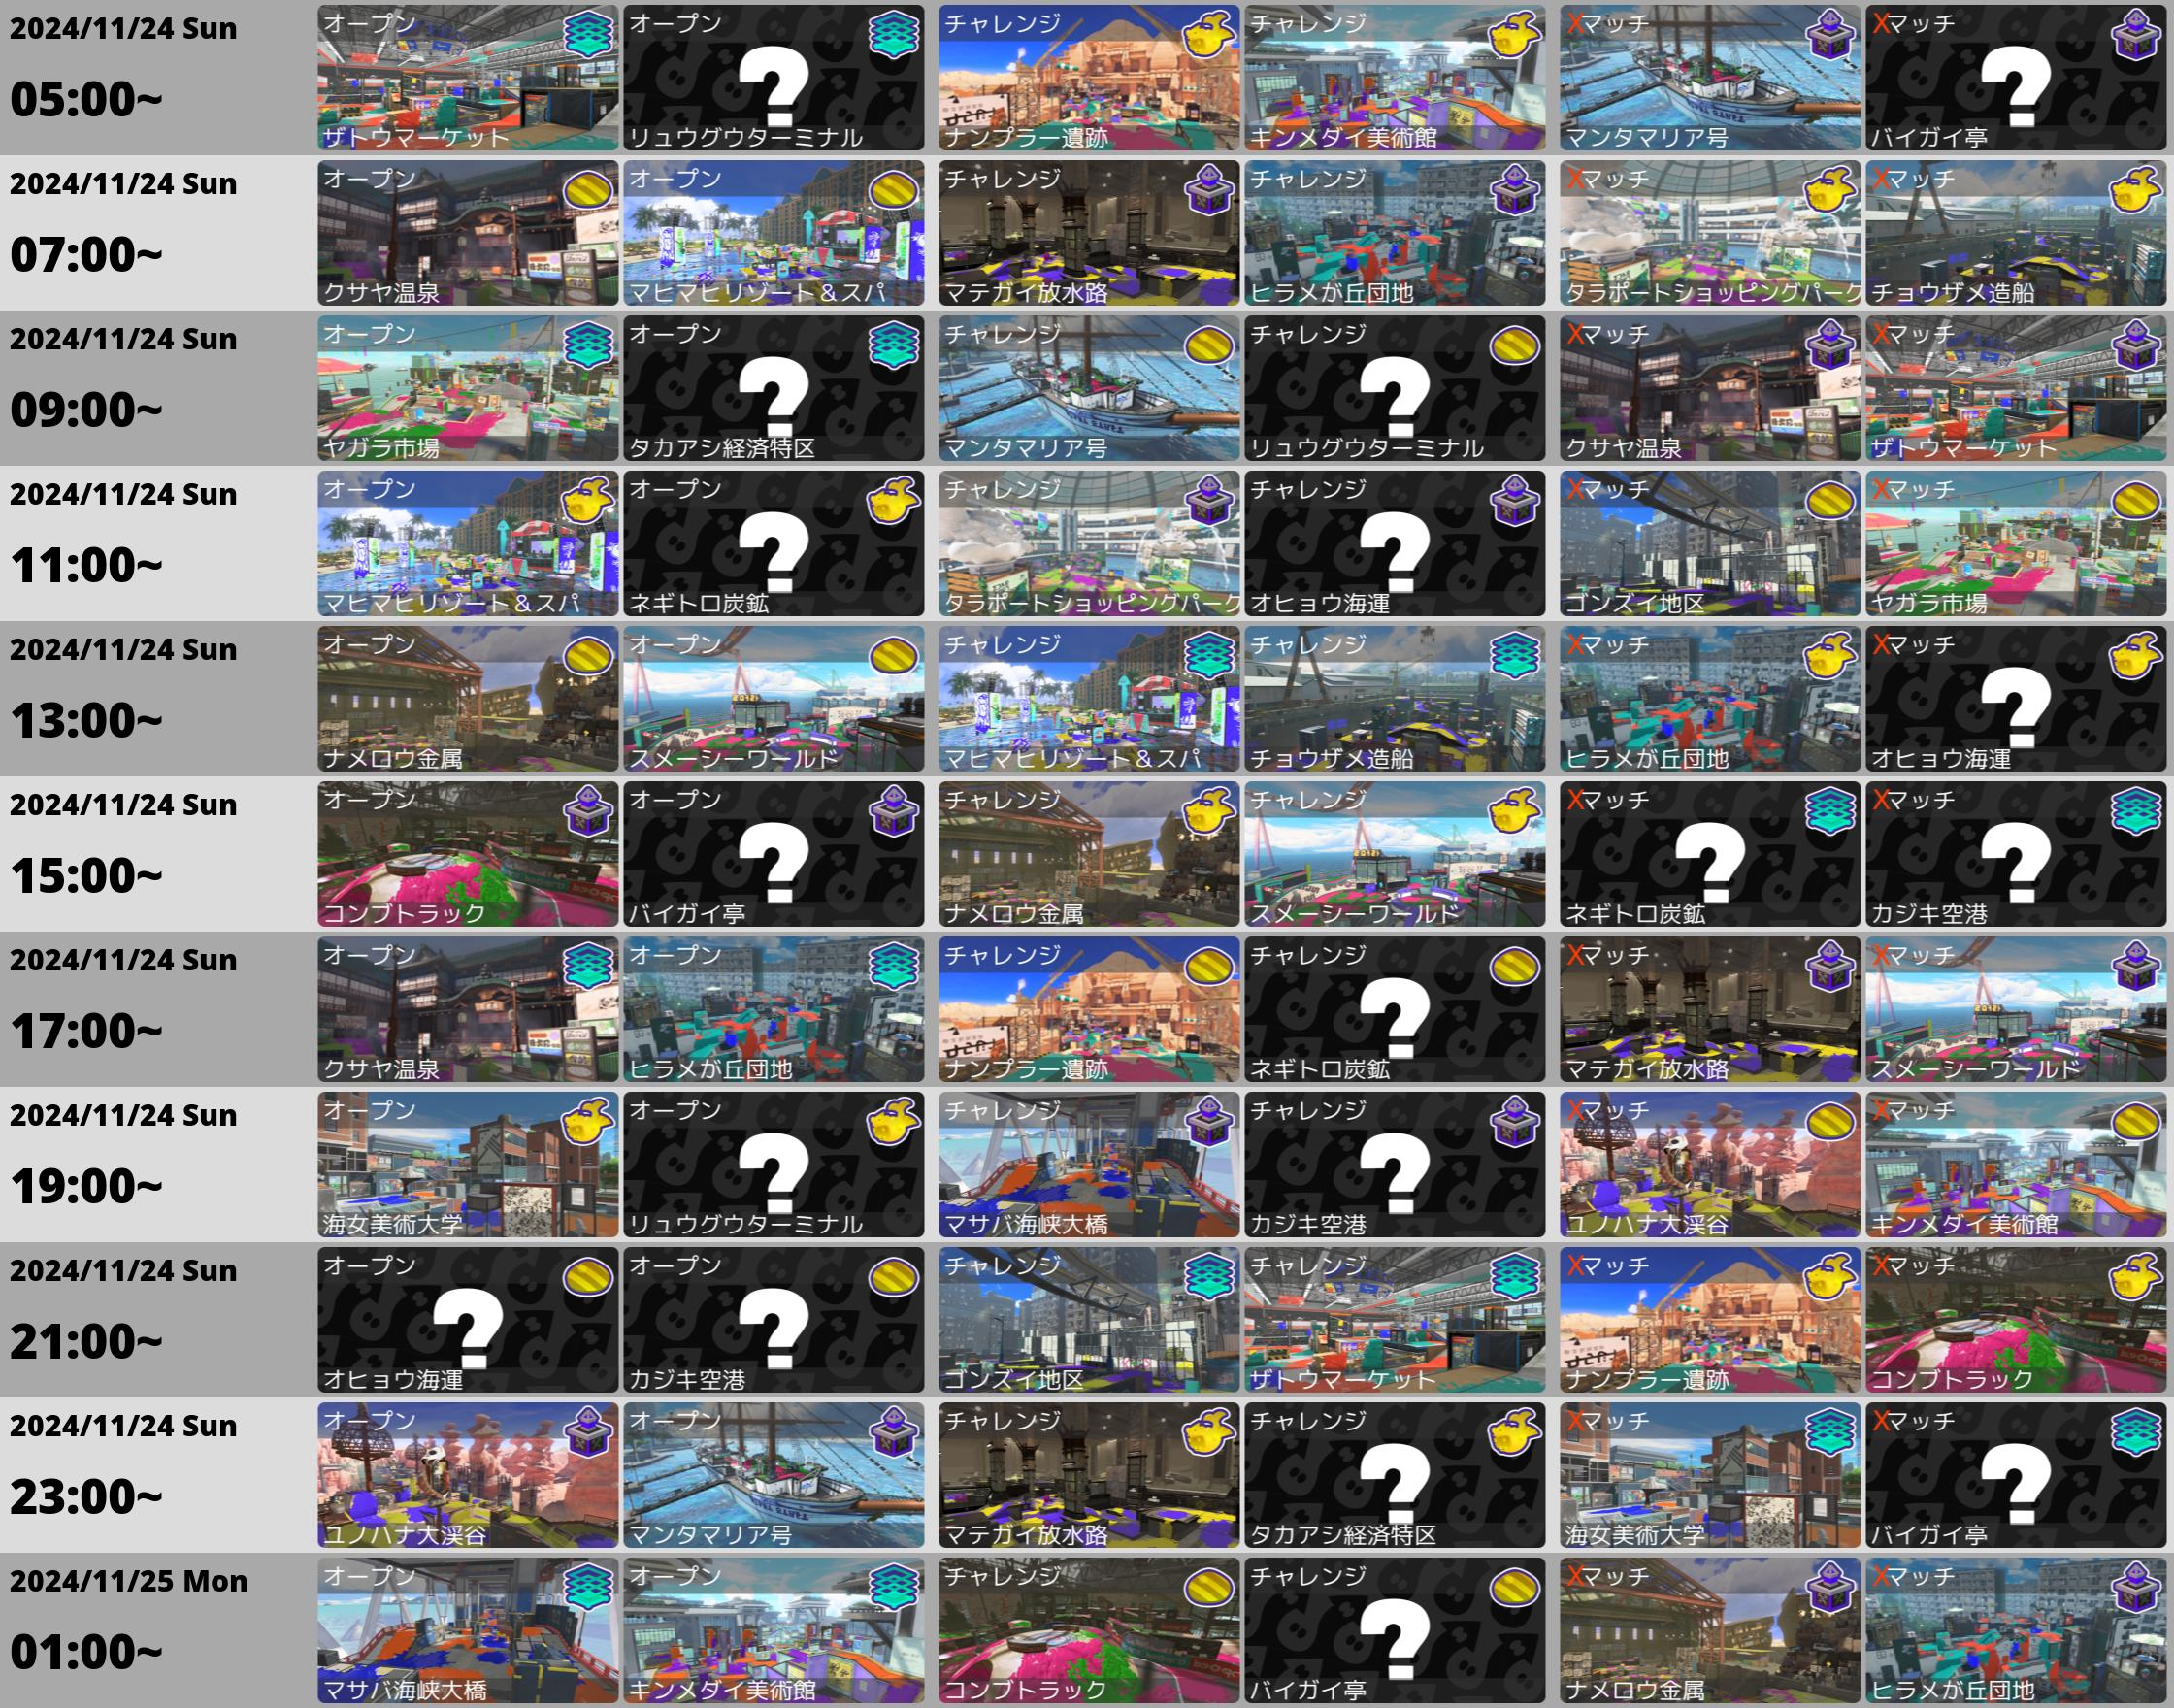 2024/11/24 Sun
05:00~
オープン
ザトウマーケット
オープン
リュウグウターミナル
チャレンジ
ナンプラー遺跡
チャレンジ
キンメダイ美術館
Xマッチ
マンタマリア号
Xマッチ
バイガイ亭
2024/11/24 Sun
07:00~
オープン
クサヤ温泉
オープン
マヒマヒリゾート&スパ
チャレンジ
マテガイ放水路
チャレンジ
ヒラメが丘団地
Xマッチ
タラポートショッピングパーク
Xマッチ
チョウザメ造船
2024/11/24 Sun
09:00~
オープン
ヤガラ市場
オープン
タカアシ経済特区
チャレンジ
マンタマリア号
チャレンジ
リュウグウターミナル
Xマッチ
クサヤ温泉
Xマッチ
ザトウマーケット
2024/11/24 Sun
11:00~
オープン
マヒマヒリゾート&スパ
オープン
ネギトロ炭鉱
チャレンジ
タラポートショッピングパーク
チャレンジ
オヒョウ海運
Xマッチ
ゴンズイ地区
Xマッチ
ヤガラ市場
2024/11/24 Sun
13:00~
オープン
ナメロウ金属
オープン
スメーシーワールド
チャレンジ
マヒマヒリゾート&スパ
チャレンジ
チョウザメ造船
Xマッチ
ヒラメが丘団地
Xマッチ
オヒョウ海運
2024/11/24 Sun
15:00~
オープン
コンブトラック
オープン
バイガイ亭
チャレンジ
ナメロウ金属
チャレンジ
スメーシーワールド
Xマッチ
ネギトロ炭鉱
Xマッチ
カジキ空港
2024/11/24 Sun
17:00~
オープン
クサヤ温泉
オープン
ヒラメが丘団地
チャレンジ
ナンプラー遺跡
チャレンジ
ネギトロ炭鉱
Xマッチ
マテガイ放水路
Xマッチ
スメーシーワールド
2024/11/24 Sun
19:00~
オープン
海女美術大学
オープン
リュウグウターミナル
チャレンジ
マサバ海峡大橋
チャレンジ
カジキ空港
Xマッチ
ユノハナ大渓谷
Xマッチ
キンメダイ美術館
2024/11/24 Sun
21:00~
オープン
オヒョウ海運
オープン
カジキ空港
チャレンジ
ゴンズイ地区
チャレンジ
ザトウマーケット
Xマッチ
ナンプラー遺跡
Xマッチ
コンブトラック
2024/11/24 Sun
23:00~
オープン
ユノハナ大渓谷
オープン
マンタマリア号
チャレンジ
マテガイ放水路
チャレンジ
タカアシ経済特区
Xマッチ
海女美術大学
Xマッチ
バイガイ亭
2024/11/25 Mon
01:00~
オープン
マサバ海峡大橋
オープン
キンメダイ美術館
チャレンジ
コンブトラック
チャレンジ
バイガイ亭
Xマッチ
ナメロウ金属
Xマッチ
ヒラメが丘団地